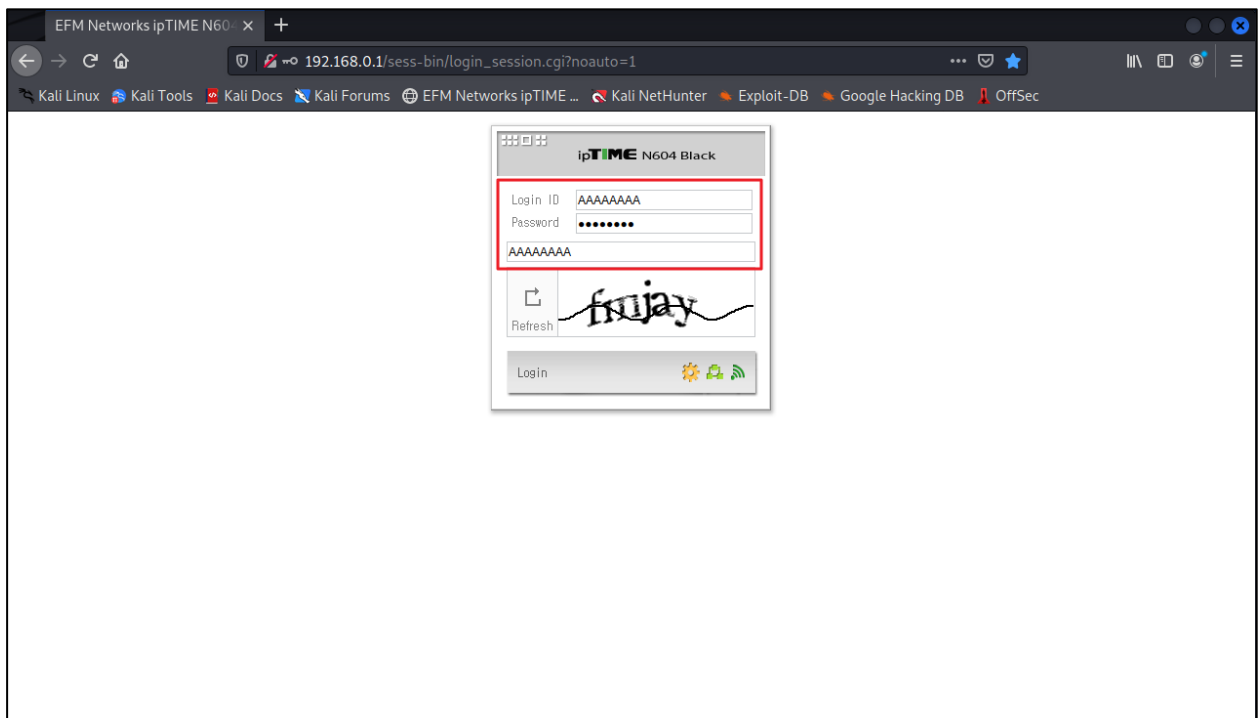 EFM Networks ipTIME N604
192.168.0.1/sess-bin/login_session.cgi?noauto=1
Kali Linux Kali Tools Kali Docs Kali Forums EFM Networks ipTIME ... Kali NetHunter Exploit-DB Google Hacking DB OffSec
ipTIME N604 Black
Login ID AAAAAAAA
Password ••••••••
AAAAAAAA
Refresh
Login